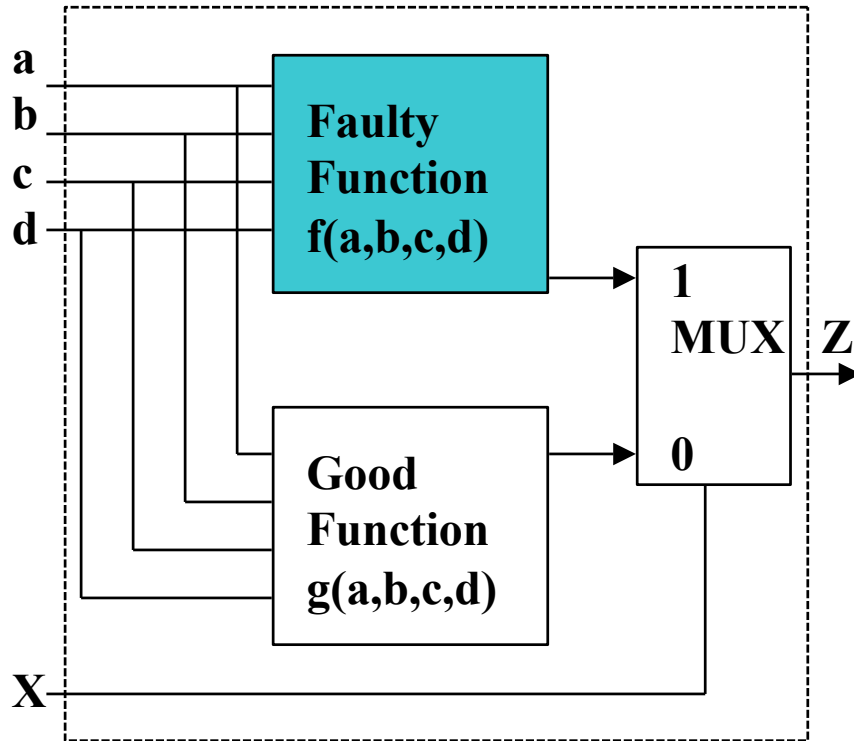 a
b
c
d
Faulty
Function
f(a,b,c,d)
1
MUX
0
Z
Good
Function
g(a,b,c,d)
X